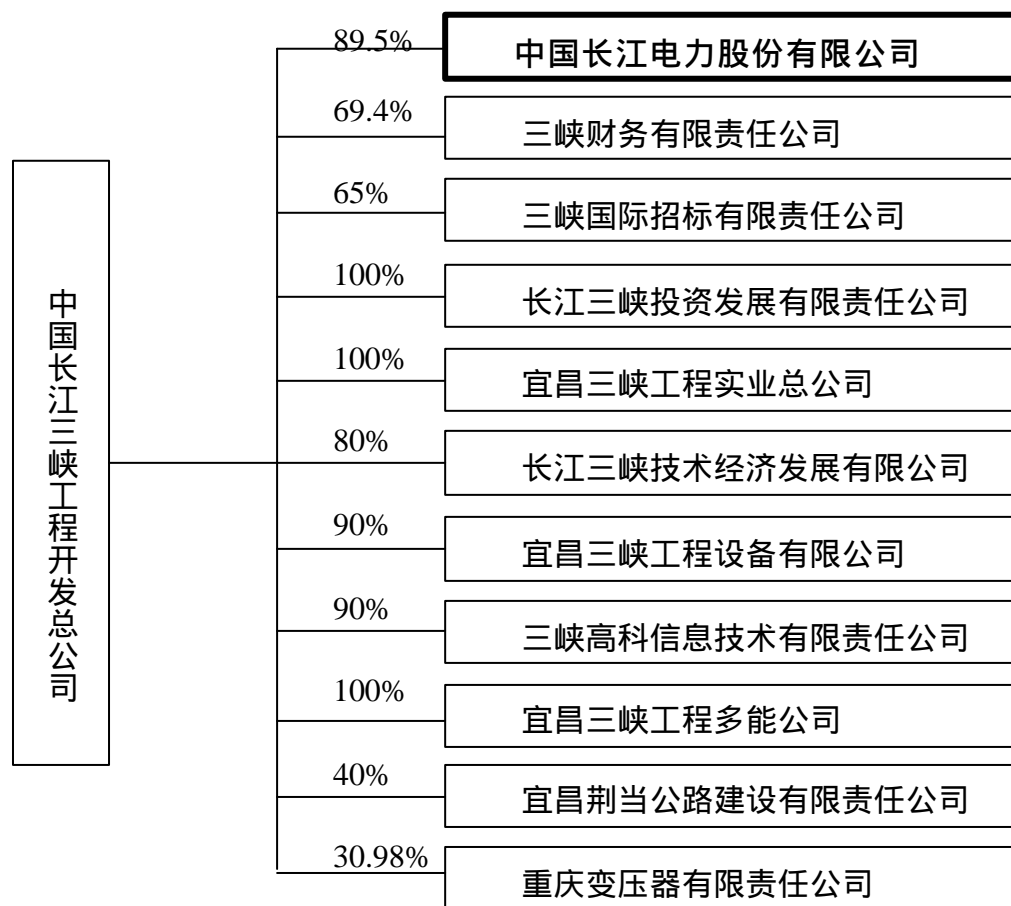 89.5%
中国长江电力股份有限公司
69.4%
三峡财务有限责任公司
65%
三峡国际招标有限责任公司
100%
长江三峡投资发展有限责任公司
100%
宜昌三峡工程实业总公司
中国长江三峡工程开发总公司
80%
长江三峡技术经济发展有限公司
90%
宜昌三峡工程设备有限公司
90%
三峡高科信息技术有限责任公司
100%
宜昌三峡工程多能公司
40%
宜昌荆当公路建设有限责任公司
30.98%
重庆变压器有限责任公司